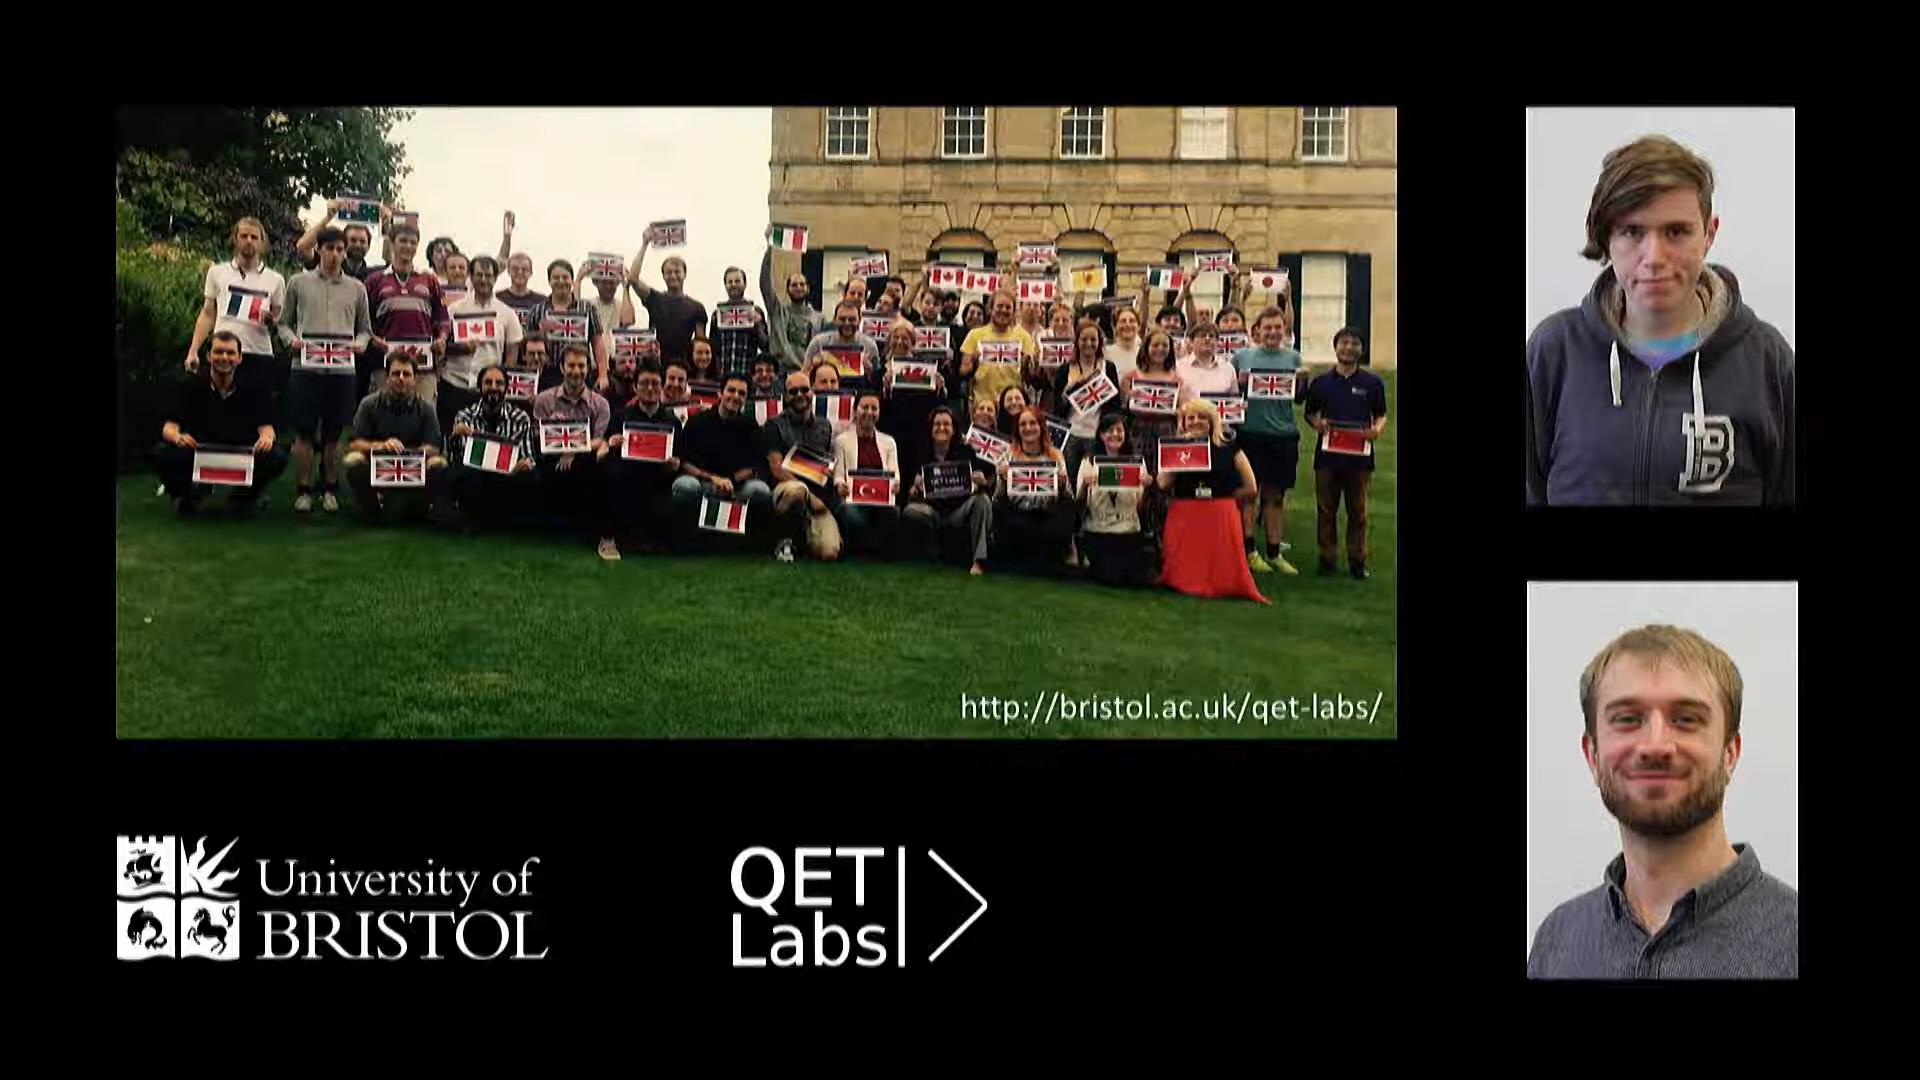 http://bristol.ac.uk/qet-labs/
B
University of
BRISTOL
QET
Labs